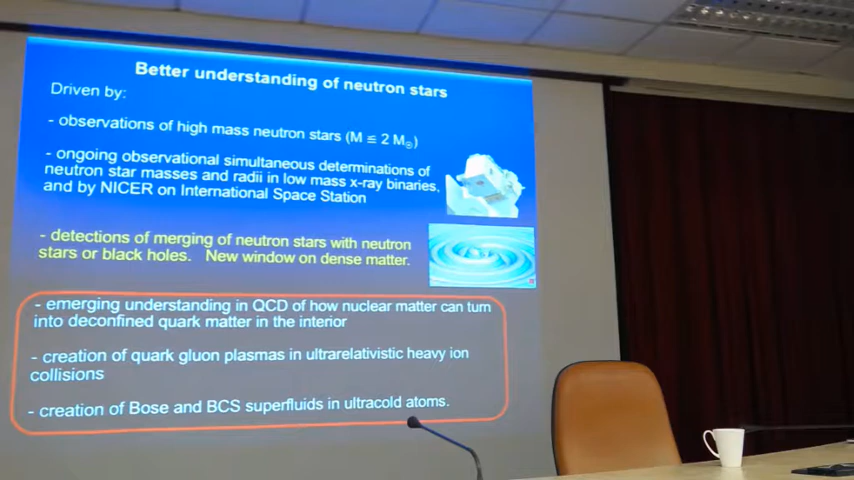 Better understanding of neutron stars
Driven by:
- observations of high mass neutron stars (M ≲ 2 M☉)
- ongoing observational simultaneous determinations of
neutron star masses and radii in low mass x-ray binaries,
and by NICER on International Space Station
- detections of merging of neutron stars with neutron
stars or black holes.  New window on dense matter.
- emerging understanding in QCD of how nuclear matter can turn
into deconfined quark matter in the interior
- creation of quark gluon plasmas in ultrarelativistic heavy ion
collisions
- creation of Bose and BCS superfluids in ultracold atoms.